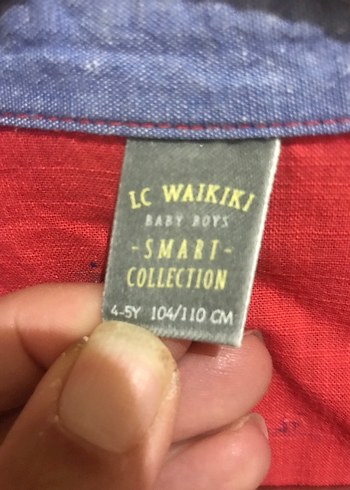 LC WAIKIKI
BABY BOYS
-SMART-
COLLECTION
4-5Y 104/110 CM